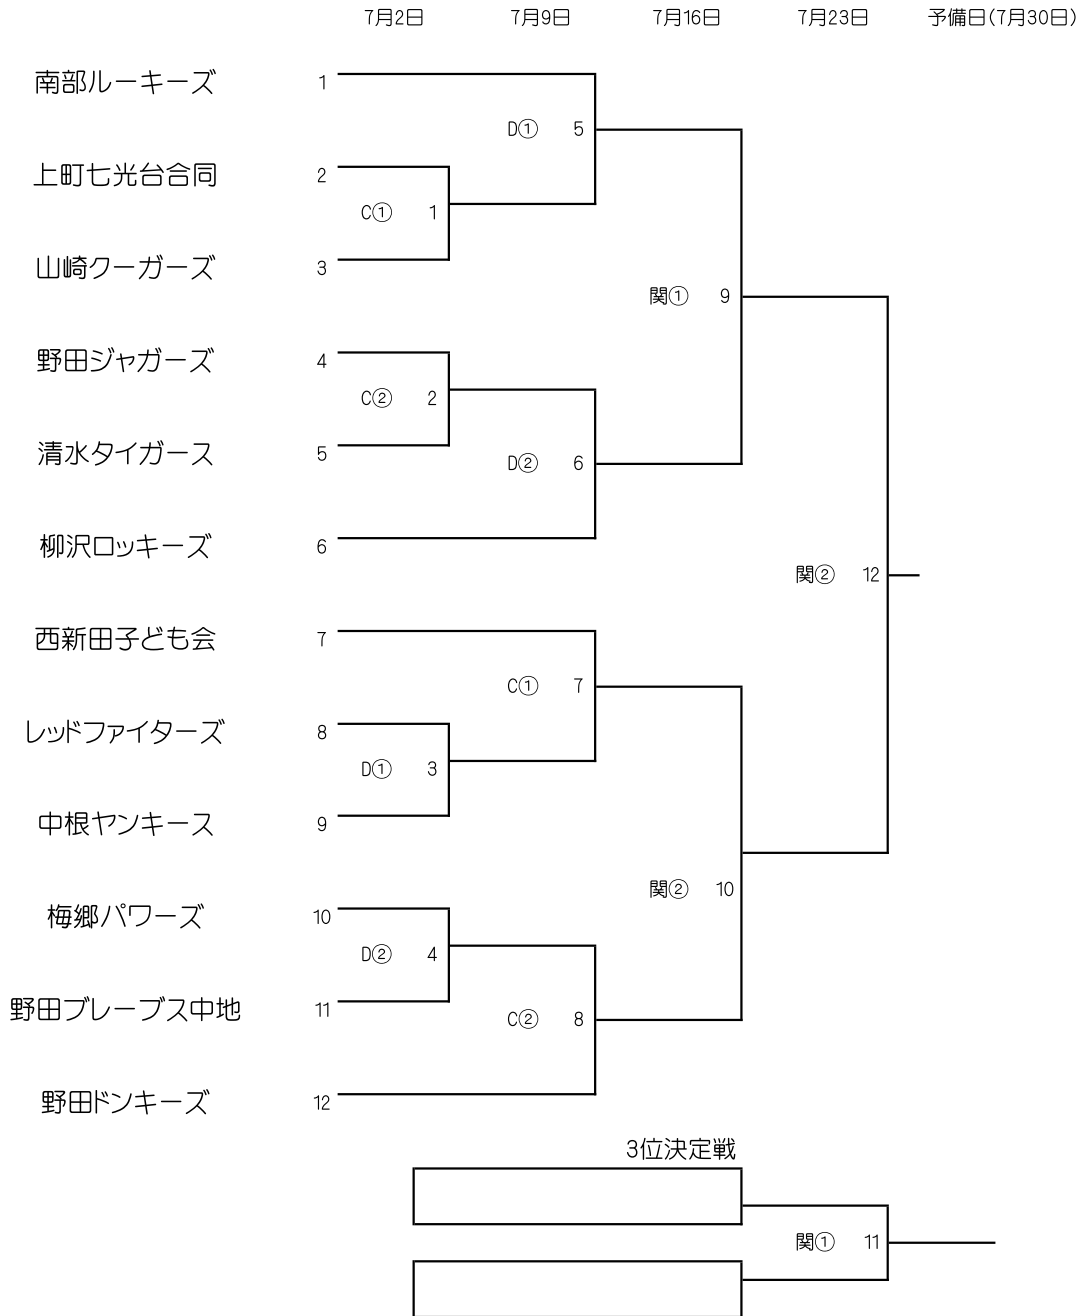 7月2日 7月9日 7月16日 7月23日 予備日(7月30日)
南部ルーキーズ 1
D① 5
上町七光台合同 2
C① 1
山崎クーガーズ 3
関① 9
野田ジャガーズ 4
C② 2
清水タイガース 5
D② 6
柳沢ロッキーズ 6
関② 12
西新田子ども会 7
C① 7
レッドファイターズ 8
D① 3
中根ヤンキース 9
関② 10
梅郷パワーズ 10
D② 4
野田ブレーブス中地 11
C② 8
野田ドンキーズ 12
3位決定戦
関① 11